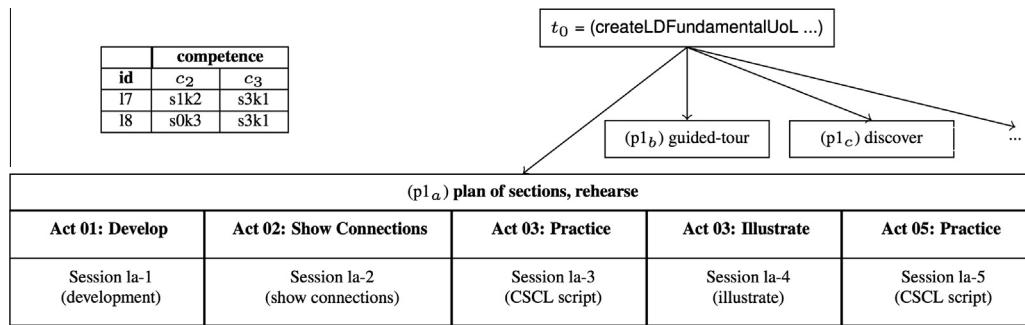 t₀ = (createLDFundamentalUoL ...)
competence
id c₂ c₃
l7 s1k2 s3k1
l8 s0k3 s3k1
(p1_b) guided-tour
(p1_c) discover
...
(p1_a) plan of sections, rehearse
Act 01: Develop Act 02: Show Connections Act 03: Practice Act 03: Illustrate Act 05: Practice
Session la-1 Session la-2 Session la-3 Session la-4 Session la-5
(development) (show connections) (CSCL script) (illustrate) (CSCL script)